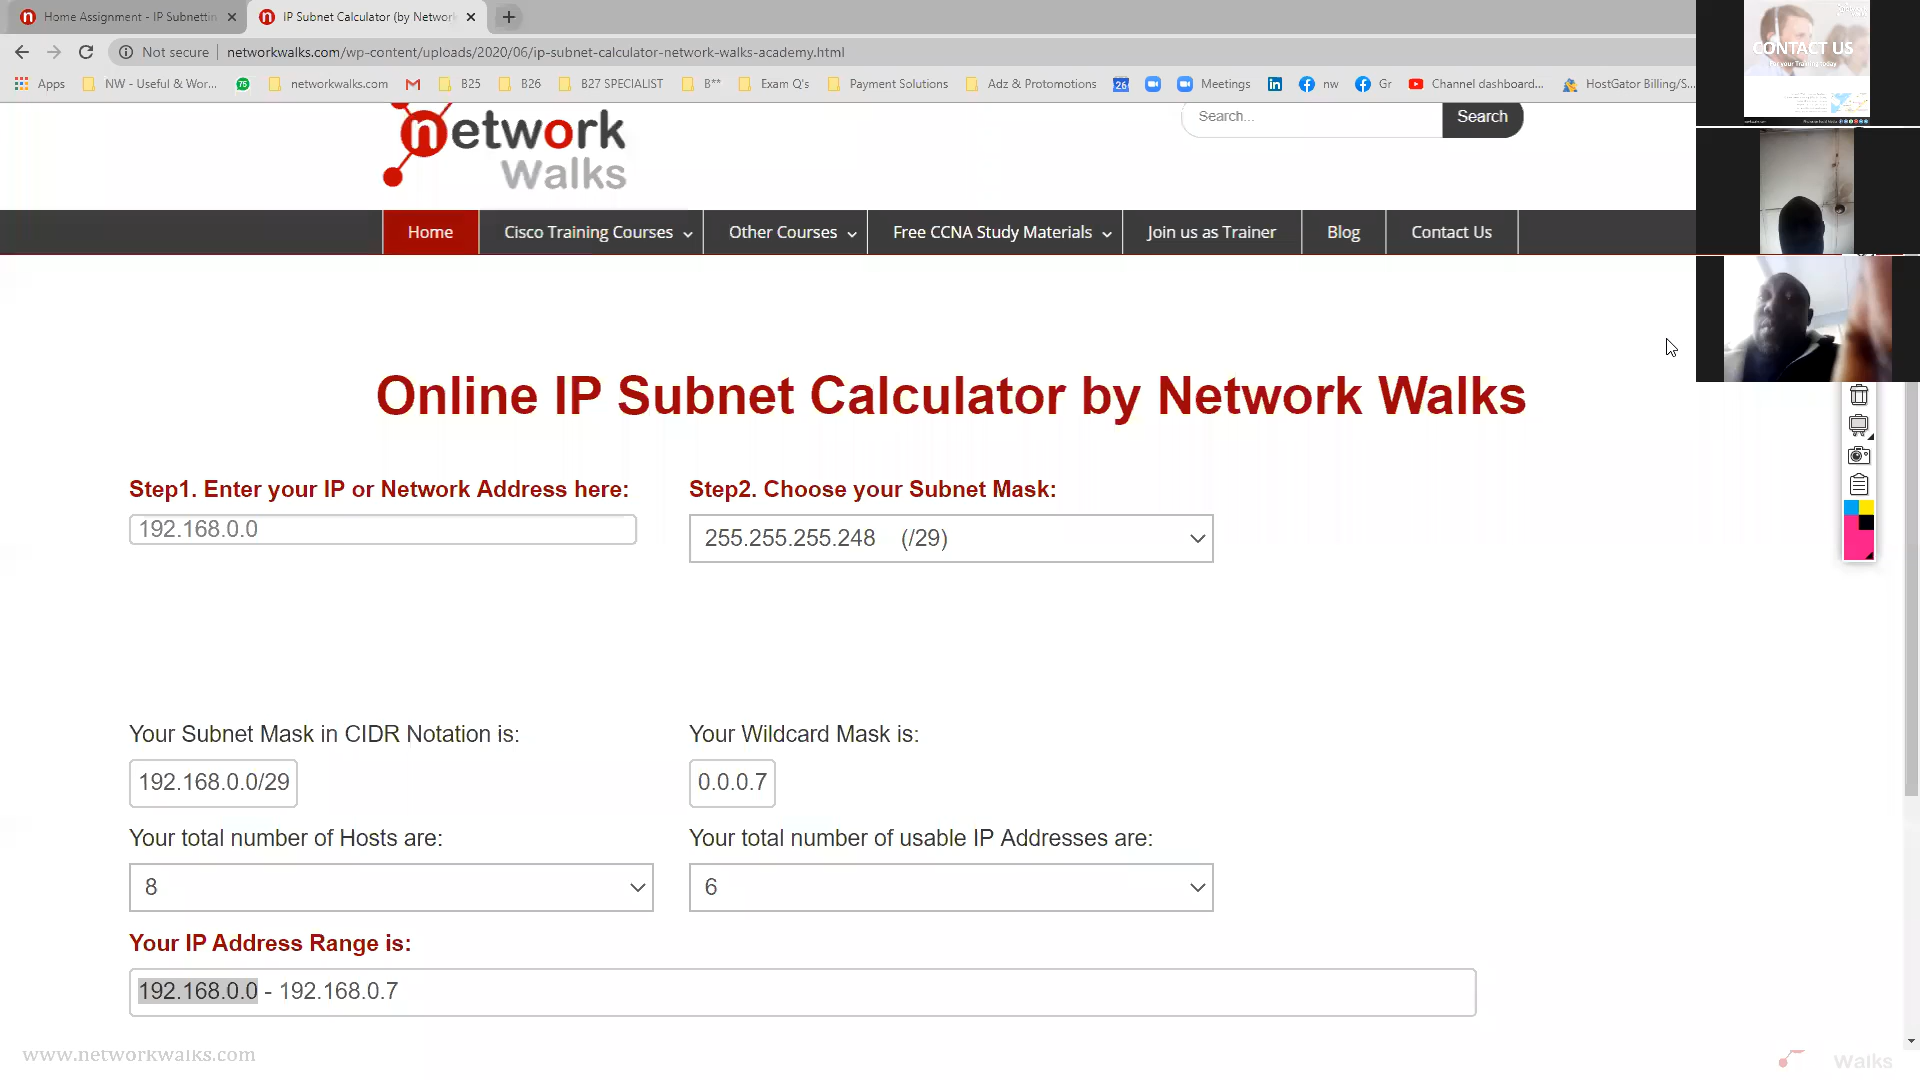 Home Assignment - IP Subnettin
IP Subnet Calculator (by Network
Not secure
networkwalks.com/wp-content/uploads/2020/06/ip-subnet-calculator-network-walks-academy.html
Apps
NW - Useful & Wor...
75
networkwalks.com
B25
B26
B27 SPECIALIST
B**
Exam Q's
Payment Solutions
Adz & Protomotions
26
Meetings
nw
Gr
Channel dashboard...
HostGator Billing/S...
CONTACT US
network
Walks
Search...
Search
Home
Cisco Training Courses
Other Courses
Free CCNA Study Materials
Join us as Trainer
Blog
Contact Us
Online IP Subnet Calculator by Network Walks
Step1. Enter your IP or Network Address here:
Step2. Choose your Subnet Mask:
192.168.0.0
255.255.255.248 (/29)
Your Subnet Mask in CIDR Notation is:
Your Wildcard Mask is:
192.168.0.0/29
0.0.0.7
Your total number of Hosts are:
Your total number of usable IP Addresses are:
8
6
Your IP Address Range is:
192.168.0.0 - 192.168.0.7
www.networkwalks.com
Walks